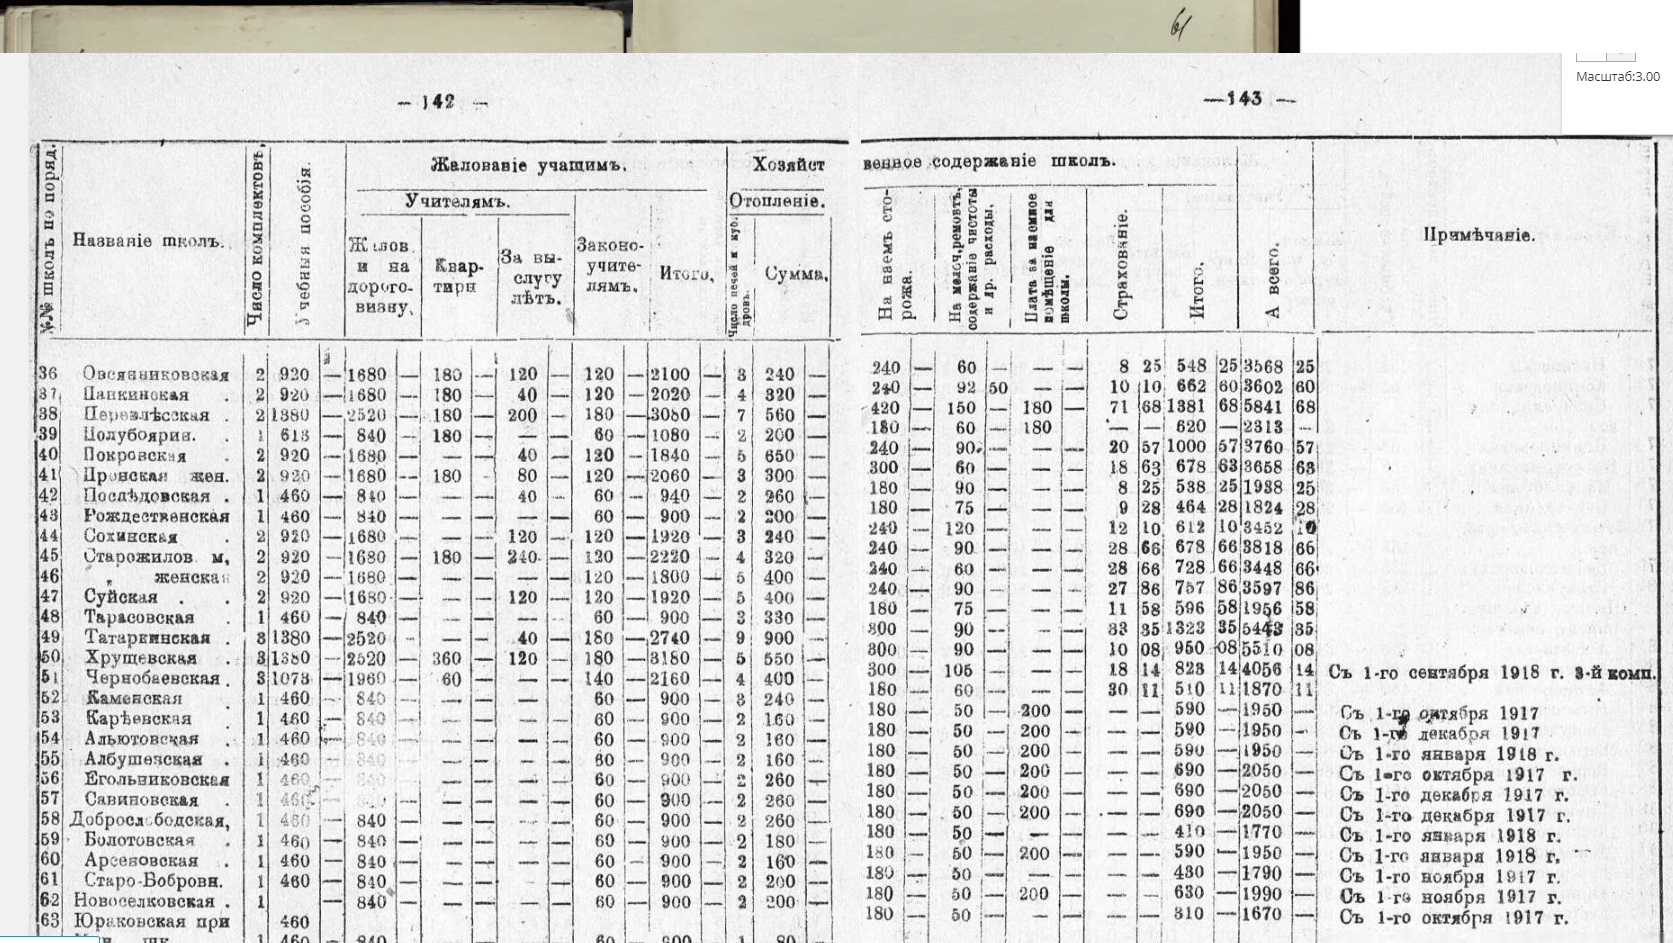 61
Масштаб:3.00
— 142 —
—143 —
№№ школъ по поряд.
Названіе школъ.
Число комплектовъ.
Учебныя пособія.
Жалованіе учащимъ.
Учителямъ.
Жалов. и на дорого- визну.
Квар- тирн
За вы- слугу лѣтъ.
Законо- учите- лямъ.
Итого,
Хозяйст
венное содержаніе школъ.
Отопленіе.
Число печей и куб. дровъ.
Сумма,
На наемъ сто- рожа.
На мелоч. ремонтъ, содержаніе чистоты и др. расходы,
Плата за наемное помѣщеніе для школы.
Страхованіе.
Итого.
А всего.
Примѣчаніе.
36 Овсянниковская 2 920 — 1680 — 180 — 120 — 120 — 2100 — 3 240 — 240 — 60 — — — 8 25 548 25 3568 25
37 Панкинская . 2 920 — 1680 — 180 — 40 — 120 — 2020 — 4 320 — 240 — 92 50 — — 10 10 662 60 3602 60
38 Перевлѣсская . 2 1380 — 2520 — 180 — 200 — 180 — 3080 — 7 560 — 420 — 150 — 180 — 71 68 1381 68 5841 68
39 Полубоярин. . 1 613 — 840 — 180 — — — 60 — 1080 — 2 200 — 180 — 60 — 180 — — — 620 — 2313 —
40 Покровская . 2 920 — 1680 — — — 40 — 120 — 1840 — 5 650 — 240 — 90 — — — 20 57 1000 57 3760 57
41 Пронская жен. 2 920 — 1680 — 180 — 80 — 120 — 2060 — 3 300 — 300 — 60 — — — 18 63 678 63 3658 63
42 Послѣдовская . 1 460 — 840 — — — 40 — 60 — 940 — 2 260 — 180 — 90 — — — 8 25 538 25 1938 25
43 Рождественская 1 460 — 840 — — — — — 60 — 900 — 2 200 — 180 — 75 — — — 9 28 464 28 1824 28
44 Сохинская . 2 920 — 1680 — — — 120 — 120 — 1920 — 3 240 — 240 — 120 — — — 12 10 612 10 3452 10
45 Старожилов м, 2 920 — 1680 — 180 — 240 — 120 — 2220 — 4 320 — 240 — 90 — — — 28 66 678 66 3818 66
46 „ женская 2 920 — 1680 — — — — — 120 — 1800 — 5 400 — 240 — 60 — — — 28 66 728 66 3448 66
47 Суйская . . 2 920 — 1680 — — — 120 — 120 — 1920 — 5 400 — 240 — 90 — — — 27 86 757 86 3597 86
48 Тарасовская . 1 460 — 840 — — — — — 60 — 900 — 3 330 — 180 — 75 — — — 11 58 596 58 1956 58
49 Татаркинская . 3 1380 — 2520 — — — 40 — 180 — 2740 — 9 900 — 300 — 90 — — — 33 35 1323 35 5443 35
50 Хрущевская . 3 1380 — 2520 — 360 — 120 — 180 — 3180 — 5 550 — 300 — 90 — — — 10 08 950 08 5510 08
51 Чернобаевская . 3 1073 — 1960 — 60 — — — 140 — 2160 — 4 400 — 300 — 105 — — — 18 14 823 14 4056 14 Съ 1-го сентября 1918 г. 3-й комп.
52 Каменская . 1 460 — 840 — — — — — 60 — 900 — 3 240 — 180 — 60 — — — 30 11 510 11 1870 11
53 Карѣевская . 1 460 — 840 — — — — — 60 — 900 — 2 160 — 180 — 50 — 200 — — — 590 — 1950 — Съ 1-го октября 1917
54 Альютовская . 1 460 — 840 — — — — — 60 — 900 — 2 160 — 180 — 50 — 200 — — — 590 — 1950 — Съ 1-го декабря 1917
55 Албушевская . 1 460 — 840 — — — — — 60 — 900 — 2 160 — 180 — 50 — 200 — — — 590 — 1950 — Съ 1-го января 1918 г.
56 Егольниковская 1 460 — 840 — — — — — 60 — 900 — 2 260 — 180 — 50 — 200 — — — 690 — 2050 — Съ 1-го октября 1917 г.
57 Савиновская . 1 460 — 840 — — — — — 60 — 900 — 2 260 — 180 — 50 — 200 — — — 690 — 2050 — Съ 1-го декабря 1917 г.
58 Доброслободская, 1 460 — 840 — — — — — 60 — 900 — 2 260 — 180 — 50 — 200 — — — 690 — 2050 — Съ 1-го декабря 1917 г.
59 Болотовская . 1 460 — 840 — — — — — 60 — 900 — 2 180 — 180 — 50 — — — — — 410 — 1770 — Съ 1-го января 1918 г.
60 Арсеновская . 1 460 — 840 — — — — — 60 — 900 — 2 160 — 180 — 50 — 200 — — — 590 — 1950 — Съ 1-го января 1918 г.
61 Старо-Бобровн. 1 460 — 840 — — — — — 60 — 900 — 2 200 — 180 — 50 — — — — — 430 — 1790 — Съ 1-го ноября 1917 г.
62 Новоселковская . 1 — 840 — — — — — 60 — 900 — 2 200 — 180 — 50 — 200 — — — 630 — 1990 — Съ 1-го ноября 1917 г.
63 Юраковская при 460 180 — 50 — — — — — 310 — 1670 — Съ 1-го октября 1917 г.
1 460 — 840 — — — — — 60 — 900 — 1 80 —